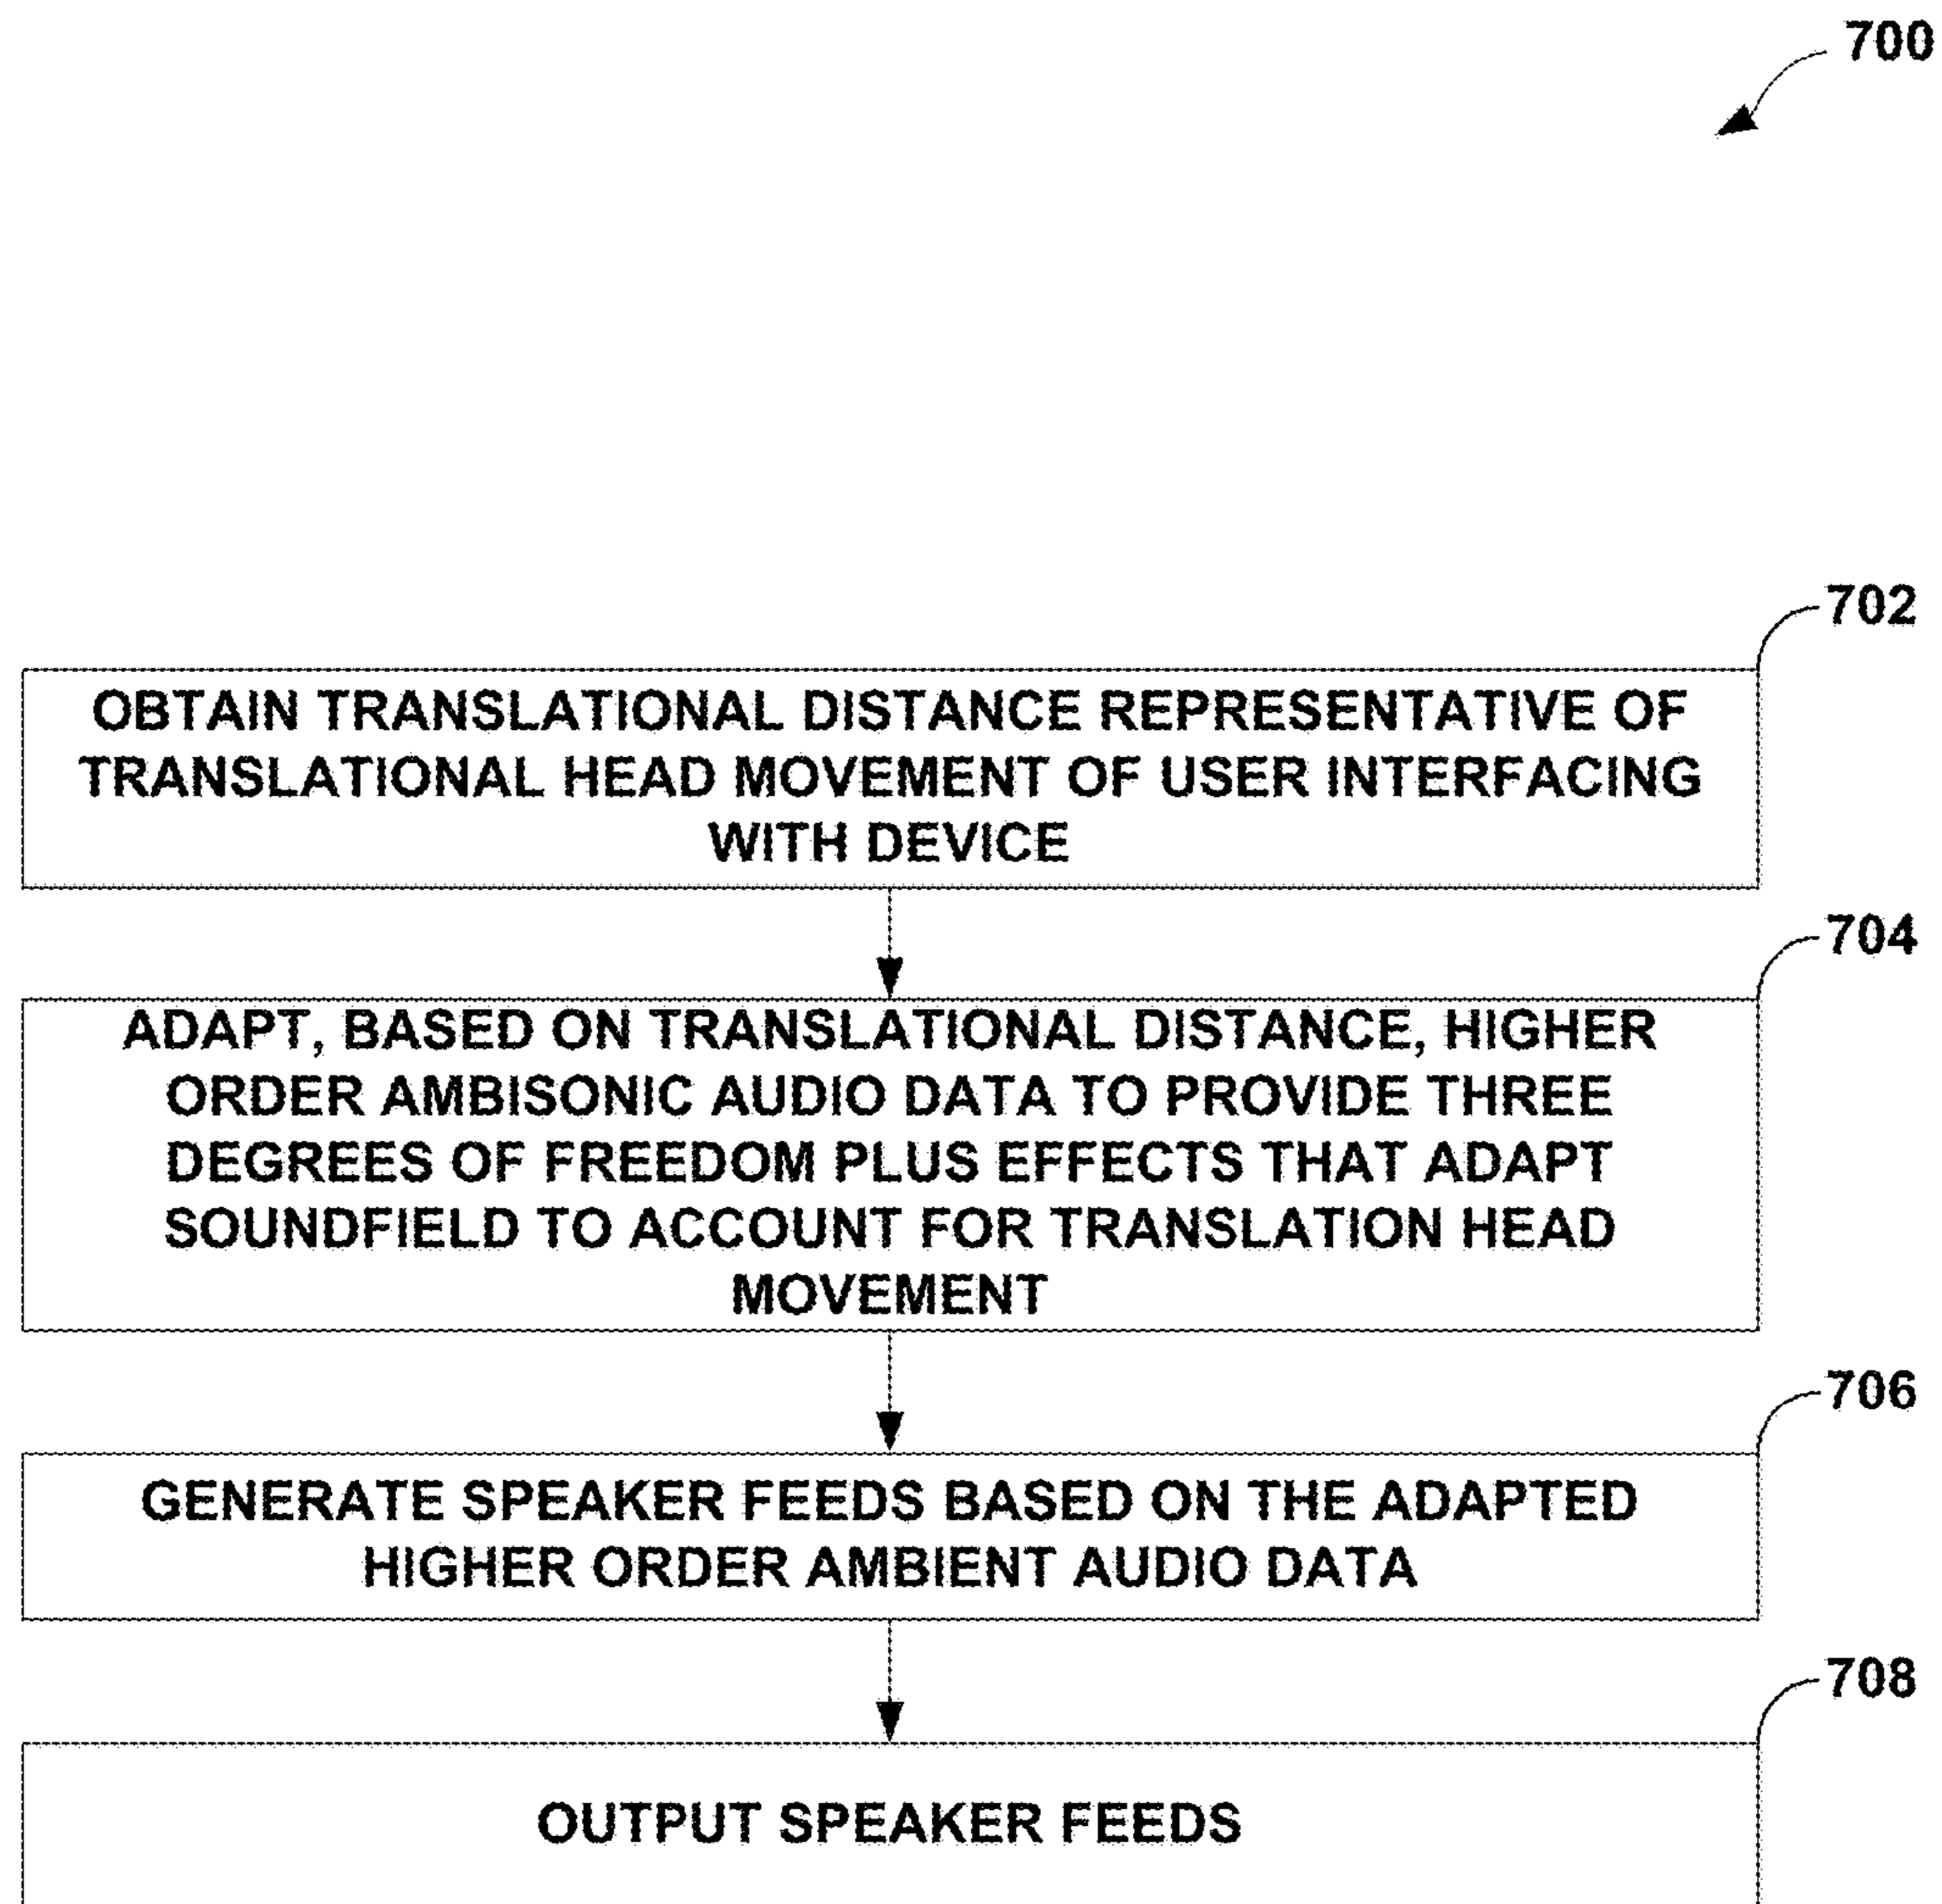 700
702
OBTAIN TRANSLATIONAL DISTANCE REPRESENTATIVE OF
TRANSLATIONAL HEAD MOVEMENT OF USER INTERFACING
WITH DEVICE
704
ADAPT, BASED ON TRANSLATIONAL DISTANCE, HIGHER
ORDER AMBISONIC AUDIO DATA TO PROVIDE THREE
DEGREES OF FREEDOM PLUS EFFECTS THAT ADAPT
SOUNDFIELD TO ACCOUNT FOR TRANSLATION HEAD
MOVEMENT
706
GENERATE SPEAKER FEEDS BASED ON THE ADAPTED
HIGHER ORDER AMBIENT AUDIO DATA
708
OUTPUT SPEAKER FEEDS